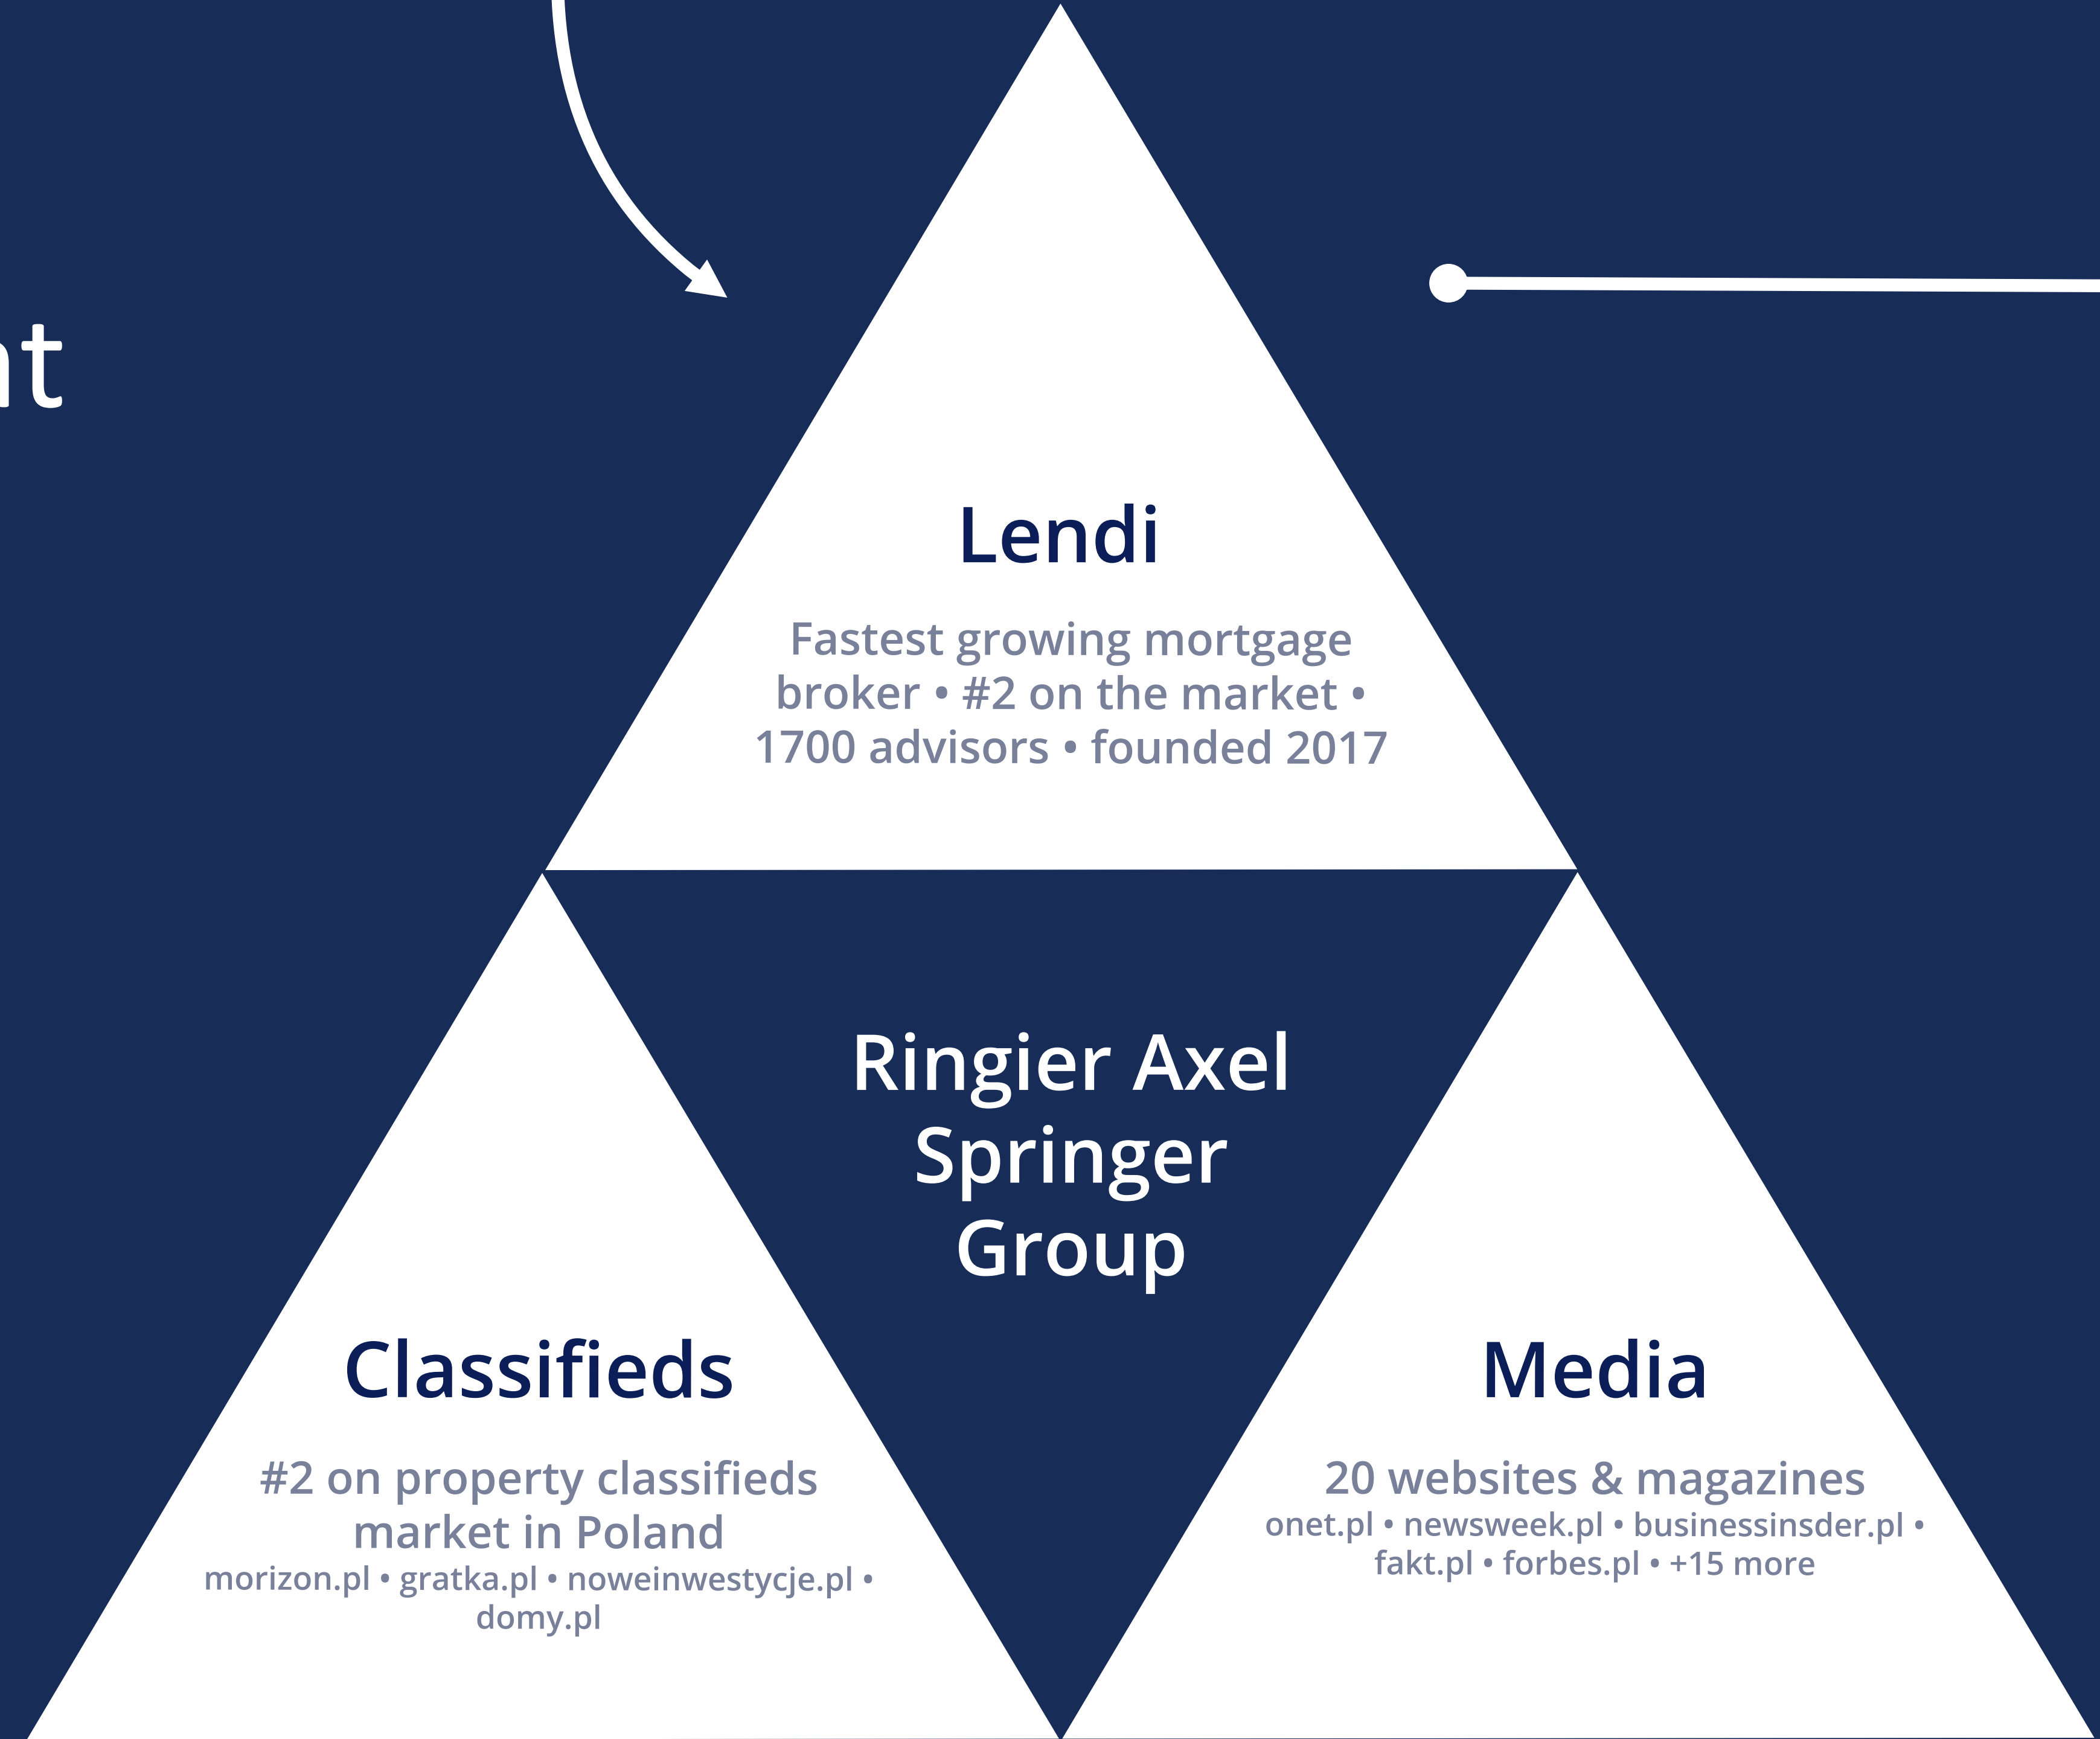 Lendi
Fastest growing mortgage
broker • #2 on the market •
1700 advisors • founded 2017
Ringier Axel
Springer
Group
Classifieds
#2 on property classifieds
market in Poland
morizon.pl • gratka.pl • noweinwestycje.pl •
domy.pl
Media
20 websites & magazines
onet.pl • newsweek.pl • businessinsder.pl •
fakt.pl • forbes.pl • +15 more